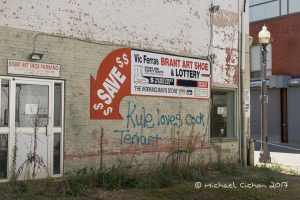 BRANT ART SHOE PARKING
$$ SAVE $$
Vic Ferras
BRANT ART SHOE
& LOTTERY
THE WORKINGMAN'S STORE
Kyle loves cock
Tenant
© Michael Cichon 2017